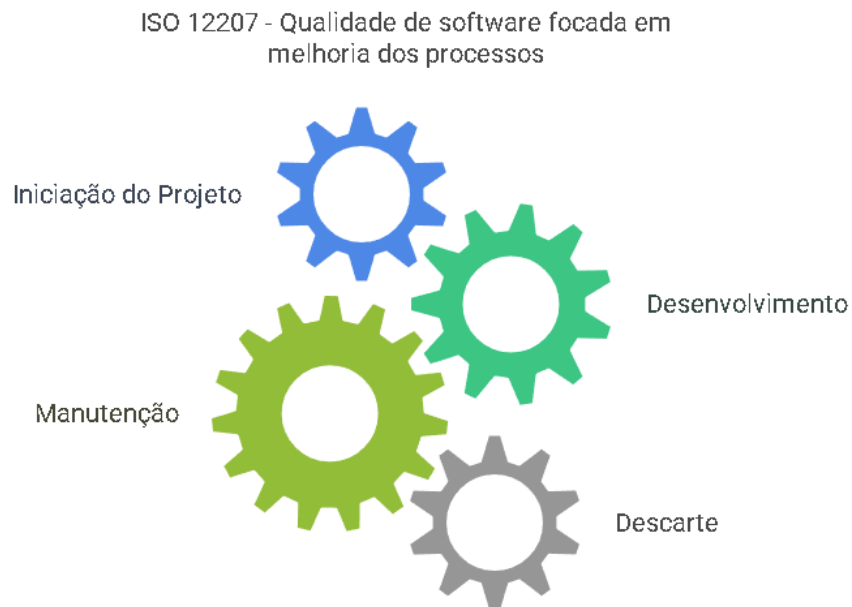 ISO 12207 - Qualidade de software focada em
melhoria dos processos
Iniciação do Projeto
Desenvolvimento
Manutenção
Descarte